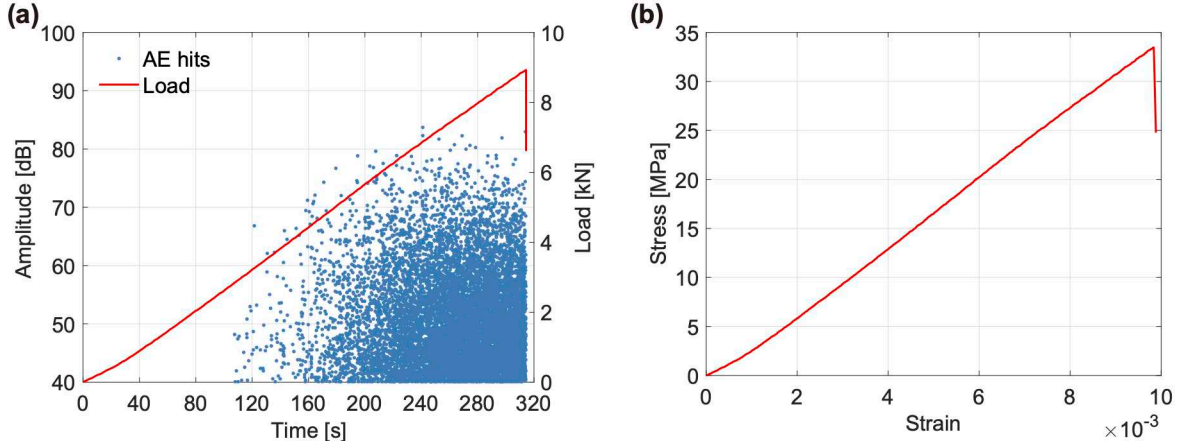 (a)
100
90
80
70
60
50
40
Amplitude [dB]
AE hits
Load
10
8
6
4
2
0
Load [kN]
0 40 80 120 160 200 240 280 320
Time [s]
(b)
35
30
25
20
15
10
5
0
Stress [MPa]
0 2 4 6 8 10
Strain
×10⁻³